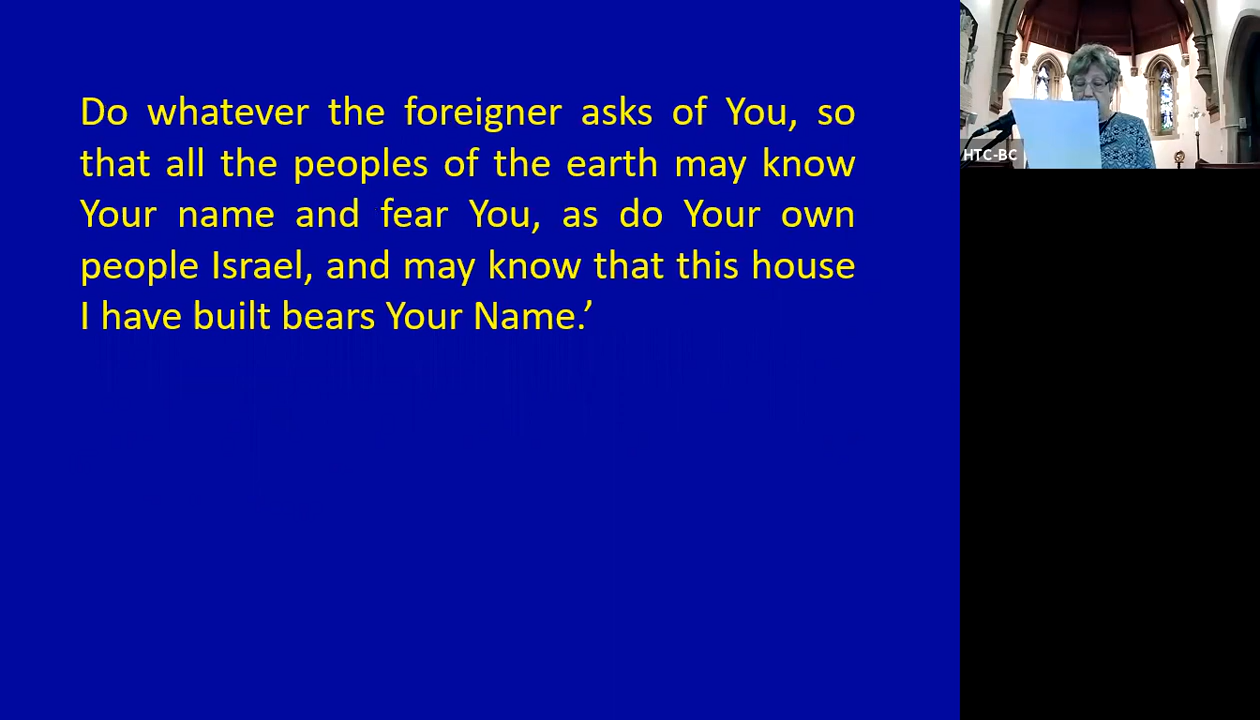 Do whatever the foreigner asks of You, so
that all the peoples of the earth may know
Your name and fear You, as do Your own
people Israel, and may know that this house
I have built bears Your Name.’
HTC-BC